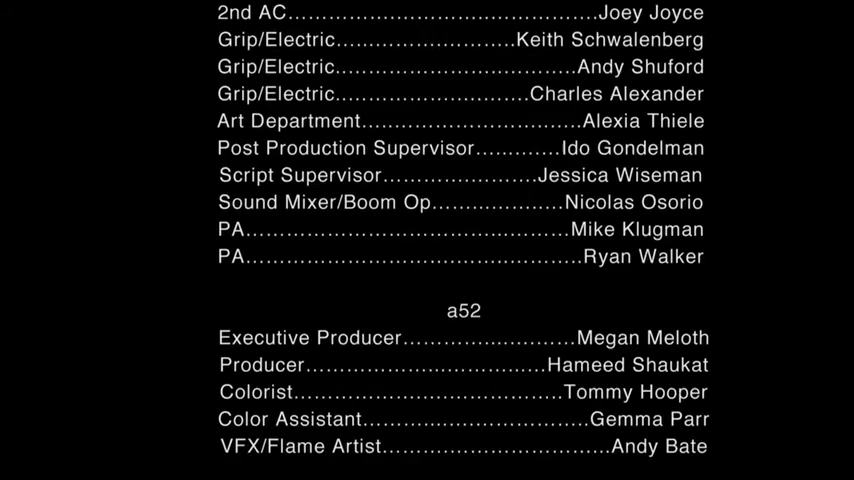 2nd AC……………………………………….Joey Joyce
Grip/Electric………………………..Keith Schwalenberg
Grip/Electric…………………………………..Andy Shuford
Grip/Electric…………………………..Charles Alexander
Art Department……………………………..Alexia Thiele
Post Production Supervisor………….Ido Gondelman
Script Supervisor…………………….Jessica Wiseman
Sound Mixer/Boom Op………………….Nicolas Osorio
PA……………………………………………Mike Klugman
PA………………………………………………..Ryan Walker
a52
Executive Producer………………………Megan Meloth
Producer………………………………..Hameed Shaukat
Colorist…………………………………….Tommy Hooper
Color Assistant……………………………….Gemma Parr
VFX/Flame Artist………………………………..Andy Bate